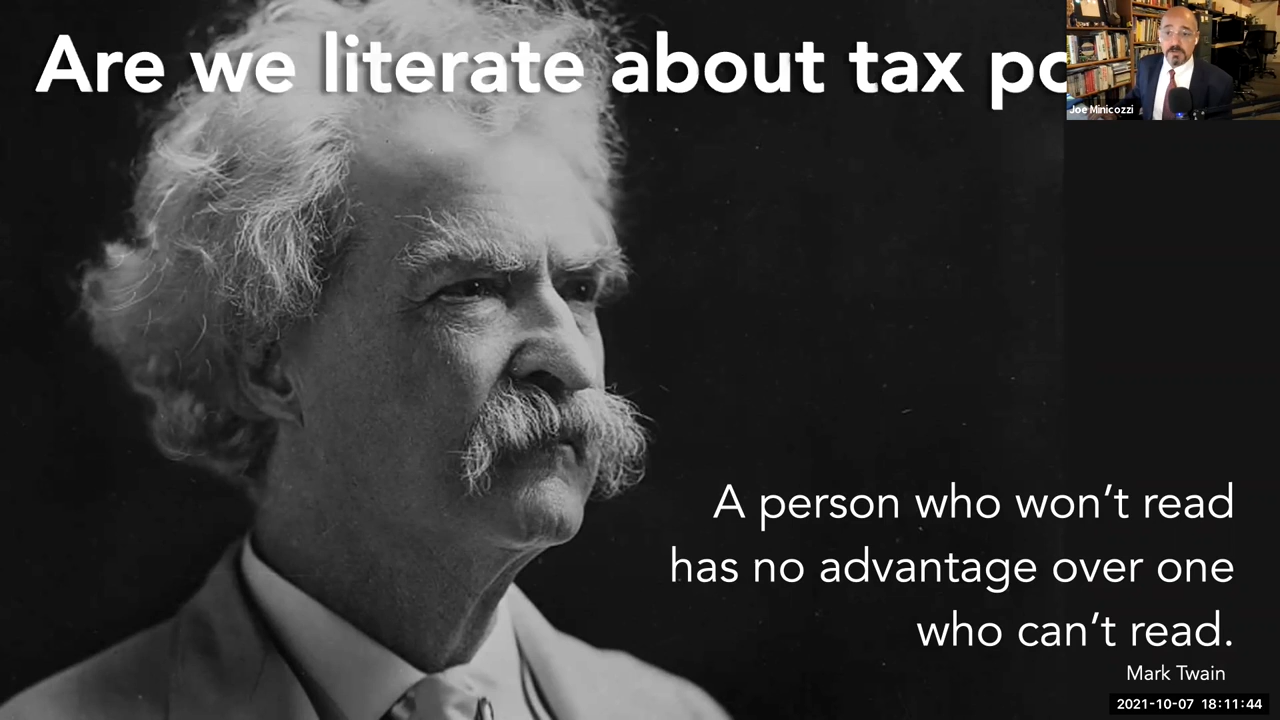 Are we literate about tax po
Joe Minicozzi
A person who won’t read
has no advantage over one
who can’t read.
Mark Twain
2021-10-07 18:11:44